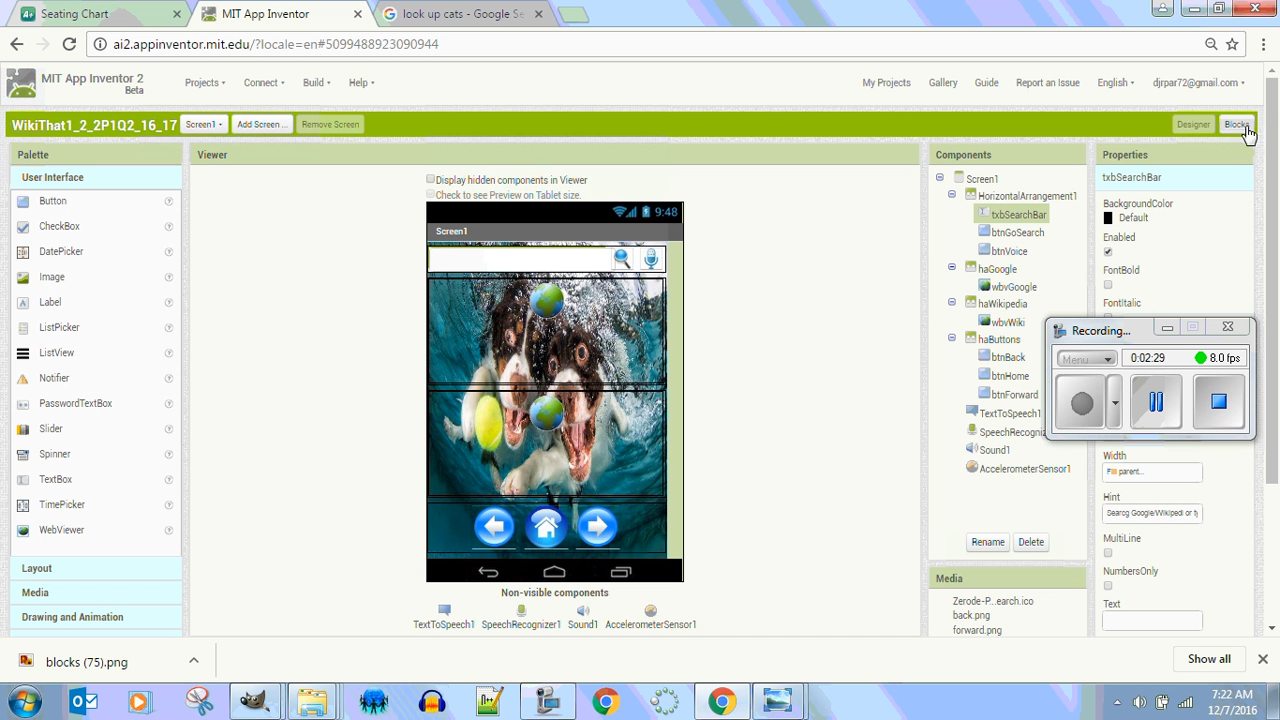 Seating Chart
MIT App Inventor
look up cats - Google Se
ai2.appinventor.mit.edu/?locale=en#5099488923090944
MIT App Inventor 2
Beta
Projects
Connect
Build
Help
My Projects
Gallery
Guide
Report an Issue
English
djrpar72@gmail.com
WikiThat1_2_2P1Q2_16_17
Screen1
Add Screen ...
Remove Screen
Designer
Blocks
Palette
User Interface
Button
CheckBox
DatePicker
Image
Label
ListPicker
ListView
Notifier
PasswordTextBox
Slider
Spinner
TextBox
TimePicker
WebViewer
Layout
Media
Drawing and Animation
Viewer
Display hidden components in Viewer
Check to see Preview on Tablet size.
9:48
Screen1
Non-visible components
TextToSpeech1
SpeechRecognizer1
Sound1
AccelerometerSensor1
Components
Screen1
HorizontalArrangement1
txbSearchBar
btnGoSearch
btnVoice
haGoogle
wbvGoogle
haWikipedia
wbvWiki
haButtons
btnBack
btnHome
btnForward
TextToSpeech1
SpeechRecogniz
Sound1
AccelerometerSensor1
Rename
Delete
Media
Zerode-P...earch.ico
back.png
forward.png
Properties
txbSearchBar
BackgroundColor
Default
Enabled
FontBold
FontItalic
Recording...
Menu
0:02:29
8.0 fps
Width
parent...
Hint
Searcg Google/Wikipedi or ty
MultiLine
NumbersOnly
Text
blocks (75).png
Show all
7:22 AM
12/7/2016